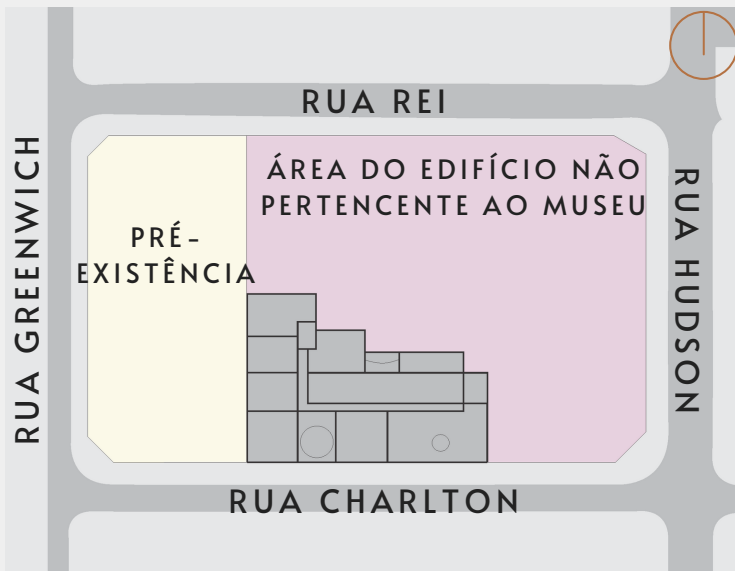 RUA REI
ÁREA DO EDIFÍCIO NÃO
PERTENCENTE AO MUSEU
PRÉ-
EXISTÊNCIA
RUA GREENWICH
RUA HUDSON
RUA CHARLTON